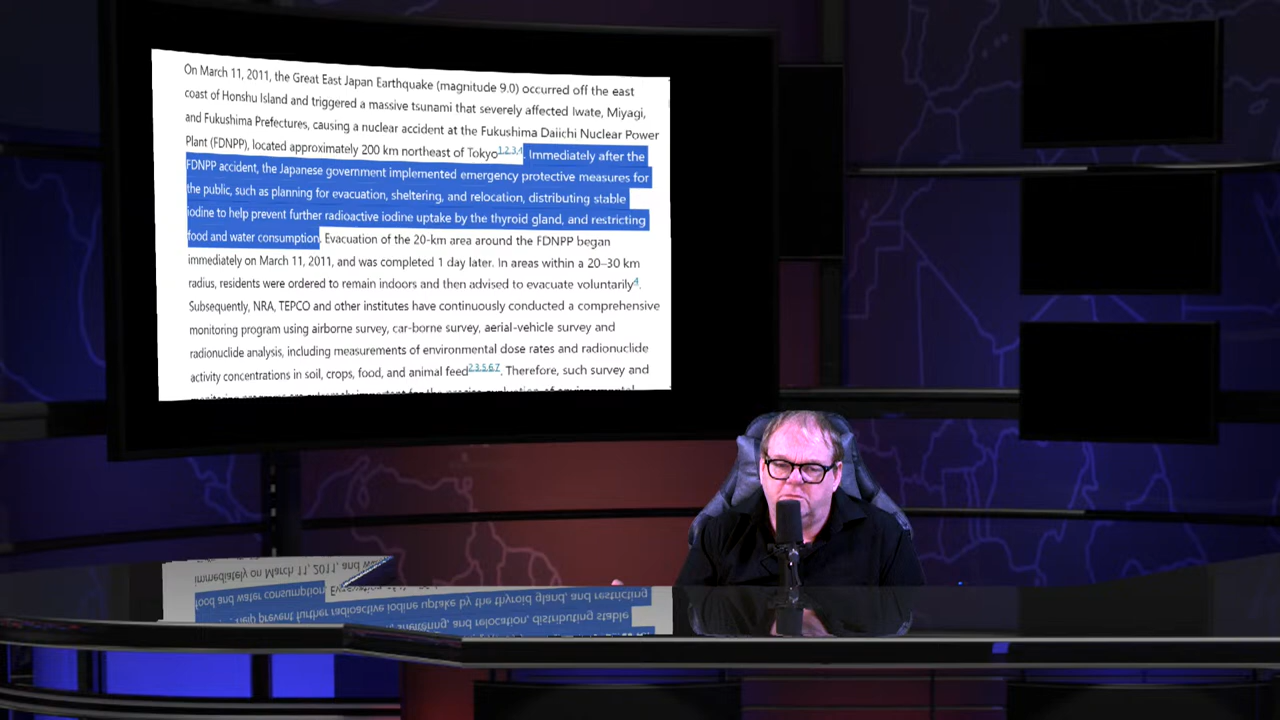 On March 11, 2011, the Great East Japan Earthquake (magnitude 9.0) occurred off the east
coast of Honshu Island and triggered a massive tsunami that severely affected Iwate, Miyagi,
and Fukushima Prefectures, causing a nuclear accident at the Fukushima Daiichi Nuclear Power
Plant (FDNPP), located approximately 200 km northeast of Tokyo1,2,3,4. Immediately after the
FDNPP accident, the Japanese government implemented emergency protective measures for
the public, such as planning for evacuation, sheltering, and relocation, distributing stable
iodine to help prevent further radioactive iodine uptake by the thyroid gland, and restricting
food and water consumption. Evacuation of the 20-km area around the FDNPP began
immediately on March 11, 2011, and was completed 1 day later. In areas within a 20–30 km
radius, residents were ordered to remain indoors and then advised to evacuate voluntarily4.
Subsequently, NRA, TEPCO and other institutes have continuously conducted a comprehensive
monitoring program using airborne survey, car-borne survey, aerial-vehicle survey and
radionuclide analysis, including measurements of environmental dose rates and radionuclide
activity concentrations in soil, crops, food, and animal feed2,3,5,6,7. Therefore, such survey and